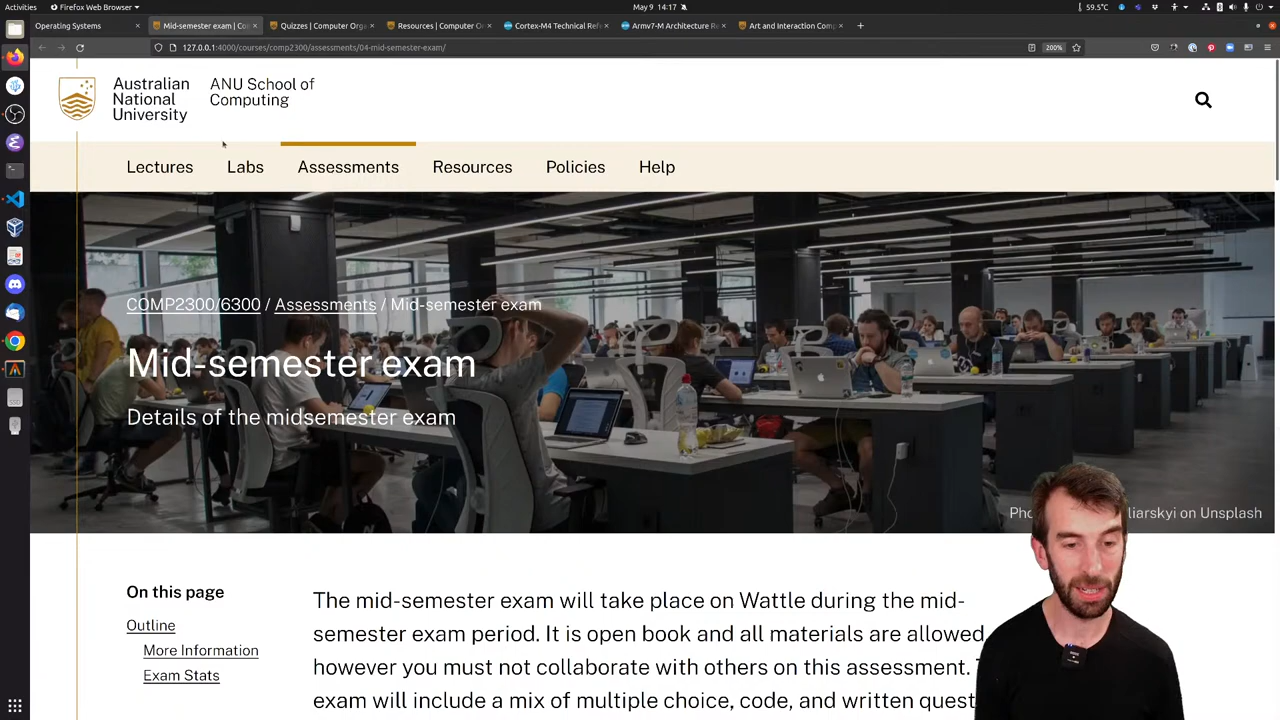 Activities
Firefox Web Browser
May 9 14:17
59.5°C
Operating Systems
Mid-semester exam | Con
Quizzes | Computer Orga
Resources | Computer O
Cortex-M4 Technical Ref
Armv7-M Architecture R
Art and Interaction Comp
127.0.0.1:4000/courses/comp2300/assessments/04-mid-semester-exam/
200%
Australian
National
University
ANU School of
Computing
Lectures
Labs
Assessments
Resources
Policies
Help
COMP2300/6300 / Assessments / Mid-semester exam
Mid-semester exam
Details of the midsemester exam
liarskyi on Unsplash
On this page
Outline
More Information
Exam Stats
The mid-semester exam will take place on Wattle during the mid-
semester exam period. It is open book and all materials are allowed,
however you must not collaborate with others on this assessment.
exam will include a mix of multiple choice, code, and written quest